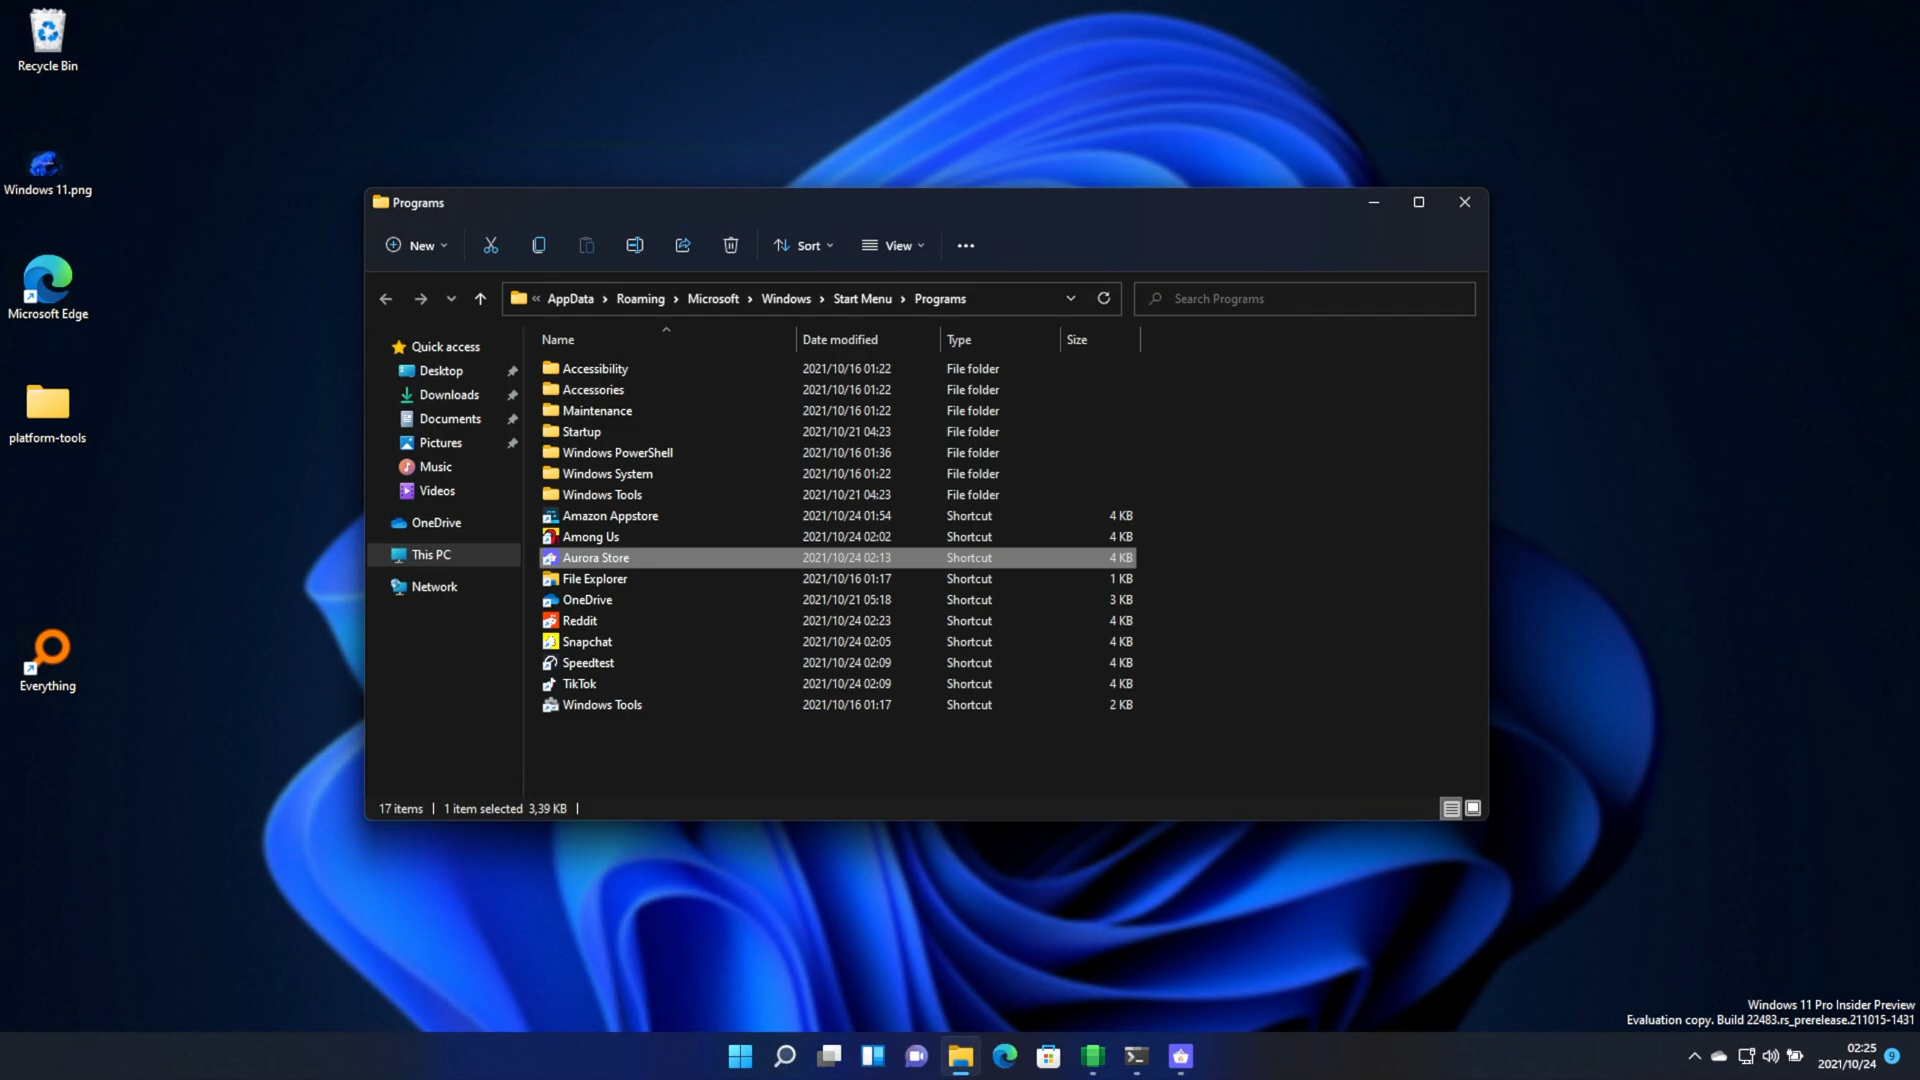 Recycle Bin
Windows 11.png
Microsoft Edge
platform-tools
Everything
Programs
New
Sort
View
« AppData › Roaming › Microsoft › Windows › Start Menu › Programs
Search Programs
Quick access
Desktop
Downloads
Documents
Pictures
Music
Videos
OneDrive
This PC
Network
Name Date modified Type Size
Accessibility 2021/10/16 01:22 File folder
Accessories 2021/10/16 01:22 File folder
Maintenance 2021/10/16 01:22 File folder
Startup 2021/10/21 04:23 File folder
Windows PowerShell 2021/10/16 01:36 File folder
Windows System 2021/10/16 01:22 File folder
Windows Tools 2021/10/21 04:23 File folder
Amazon Appstore 2021/10/24 01:54 Shortcut 4 KB
Among Us 2021/10/24 02:02 Shortcut 4 KB
Aurora Store 2021/10/24 02:13 Shortcut 4 KB
File Explorer 2021/10/16 01:17 Shortcut 1 KB
OneDrive 2021/10/21 05:18 Shortcut 3 KB
Reddit 2021/10/24 02:23 Shortcut 4 KB
Snapchat 2021/10/24 02:05 Shortcut 4 KB
Speedtest 2021/10/24 02:09 Shortcut 4 KB
TikTok 2021/10/24 02:09 Shortcut 4 KB
Windows Tools 2021/10/16 01:17 Shortcut 2 KB
17 items | 1 item selected 3,39 KB |
Windows 11 Pro Insider Preview
Evaluation copy. Build 22483.rs_prerelease.211015-1431
02:25
2021/10/24
9